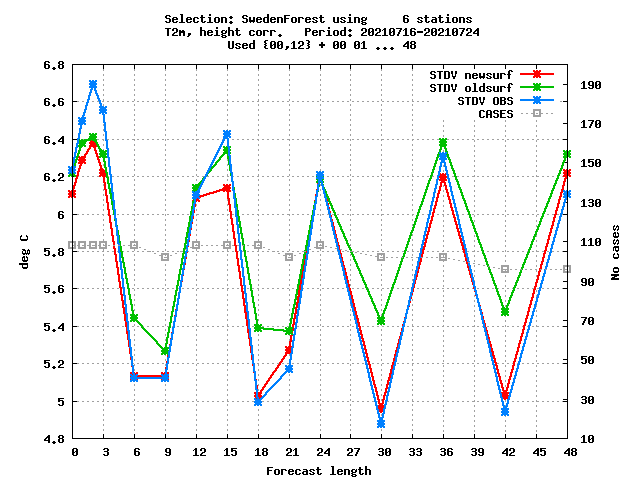 Selection: SwedenForest using     6 stations
T2m, height corr.   Period: 20210716-20210724
Used {00,12} + 00 01 ... 48
STDV newsurf
STDV oldsurf
STDV OBS
CASES
6.8
6.6
6.4
6.2
6
5.8
5.6
5.4
5.2
5
4.8
deg C
190
170
150
130
110
90
70
50
30
10
No cases
0 3 6 9 12 15 18 21 24 27 30 33 36 39 42 45 48
Forecast length